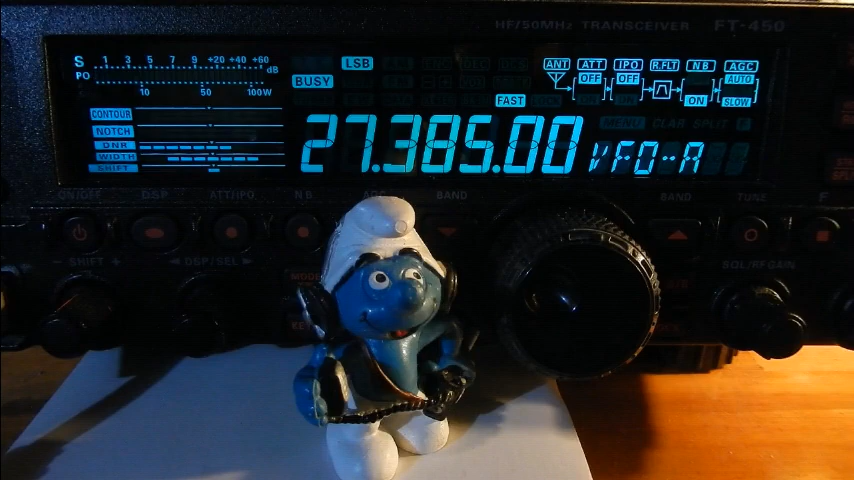 HF/50MHz TRANSCEIVER FT-450
S 1 3 5 7 9 +20 +40 +60 dB
PO
10 50 100W
LSB
BUSY
FAST
ANT ATT IPO R.FLT NB AGC
OFF OFF AUTO
ON SLOW
CONTOUR
NOTCH
DNR
WIDTH
SHIFT
27.385.00 VFO-A
MENU CLAR SPLIT
ON/OFF DSP ATT/IPO NB AGC BAND BAND TUNE F
SHIFT + ◄ DSP/SEL ► SQL/RF GAIN